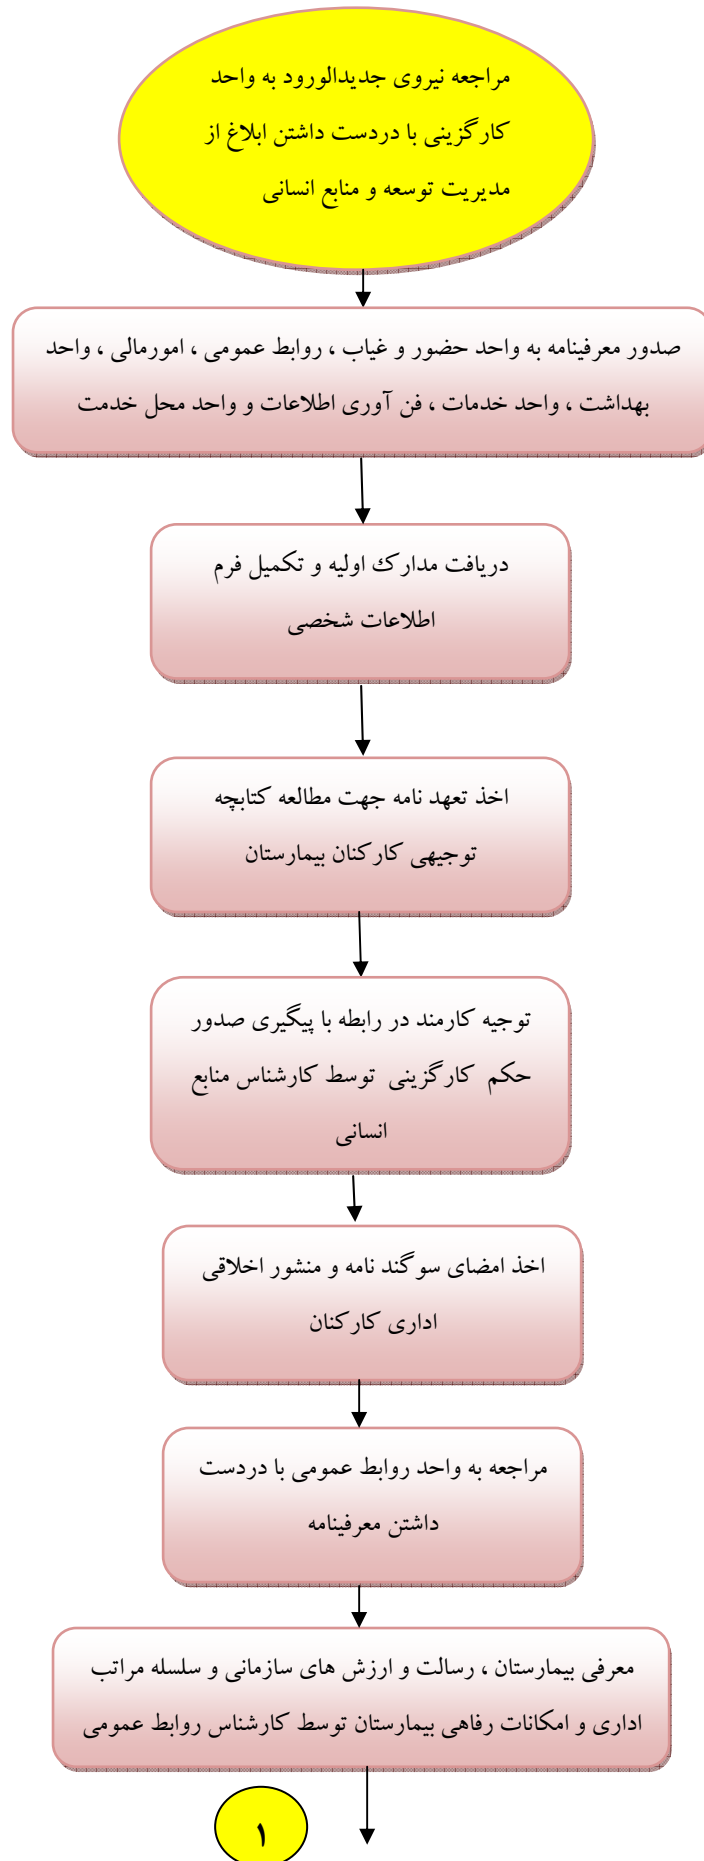 مراجعه نیروی جدیدالورود به واحد
کارگزینی با دردست داشتن ابلاغ از
مدیریت توسعه و منابع انسانی
صدور معرفینامه به واحد حضور و غیاب ، روابط عمومی ، امورمالی ، واحد
بهداشت ، واحد خدمات ، فن آوری اطلاعات و واحد محل خدمت
دریافت مدارک اولیه و تکمیل فرم
اطلاعات شخصی
اخذ تعهد نامه جهت مطالعه کتابچه
توجیهی کارکنان بیمارستان
توجیه کارمند در رابطه با پیگیری صدور
حکم کارگزینی توسط کارشناس منابع
انسانی
اخذ امضای سوگند نامه و منشور اخلاقی
اداری کارکنان
مراجعه به واحد روابط عمومی با دردست
داشتن معرفینامه
معرفی بیمارستان ، رسالت و ارزش های سازمانی و سلسله مراتب
اداری و امکانات رفاهی بیمارستان توسط کارشناس روابط عمومی
۱